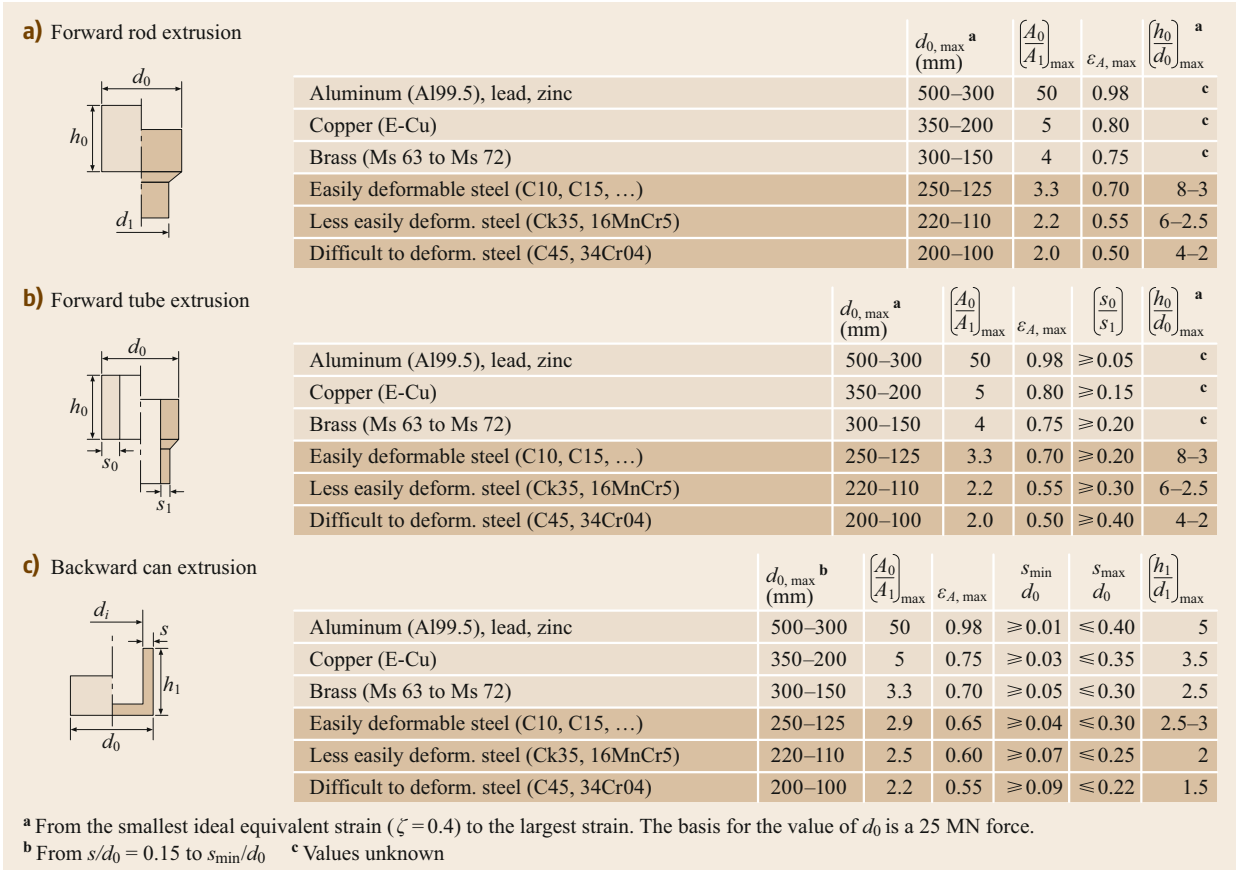 a) Forward rod extrusion
d0
h0
d1
d0, max a (mm) (A0/A1)max εA, max (h0/d0)max a
Aluminum (Al99.5), lead, zinc 500–300 50 0.98 c
Copper (E-Cu) 350–200 5 0.80 c
Brass (Ms 63 to Ms 72) 300–150 4 0.75 c
Easily deformable steel (C10, C15, …) 250–125 3.3 0.70 8–3
Less easily deform. steel (Ck35, 16MnCr5) 220–110 2.2 0.55 6–2.5
Difficult to deform. steel (C45, 34Cr04) 200–100 2.0 0.50 4–2
b) Forward tube extrusion
d0
h0
s0
s1
d0, max a (mm) (A0/A1)max εA, max (s0/s1) (h0/d0)max a
Aluminum (Al99.5), lead, zinc 500–300 50 0.98 ⩾0.05 c
Copper (E-Cu) 350–200 5 0.80 ⩾0.15 c
Brass (Ms 63 to Ms 72) 300–150 4 0.75 ⩾0.20 c
Easily deformable steel (C10, C15, …) 250–125 3.3 0.70 ⩾0.20 8–3
Less easily deform. steel (Ck35, 16MnCr5) 220–110 2.2 0.55 ⩾0.30 6–2.5
Difficult to deform. steel (C45, 34Cr04) 200–100 2.0 0.50 ⩾0.40 4–2
c) Backward can extrusion
di
s
h1
d0
d0, max b (mm) (A0/A1)max εA, max smin d0 smax d0 (h1/d1)max
Aluminum (Al99.5), lead, zinc 500–300 50 0.98 ⩾0.01 ⩽0.40 5
Copper (E-Cu) 350–200 5 0.75 ⩾0.03 ⩽0.35 3.5
Brass (Ms 63 to Ms 72) 300–150 3.3 0.70 ⩾0.05 ⩽0.30 2.5
Easily deformable steel (C10, C15, …) 250–125 2.9 0.65 ⩾0.04 ⩽0.30 2.5–3
Less easily deform. steel (Ck35, 16MnCr5) 220–110 2.5 0.60 ⩾0.07 ⩽0.25 2
Difficult to deform. steel (C45, 34Cr04) 200–100 2.2 0.55 ⩾0.09 ⩽0.22 1.5
a From the smallest ideal equivalent strain (ζ=0.4) to the largest strain. The basis for the value of d0 is a 25 MN force.
b From s/d0 = 0.15 to smin/d0 c Values unknown